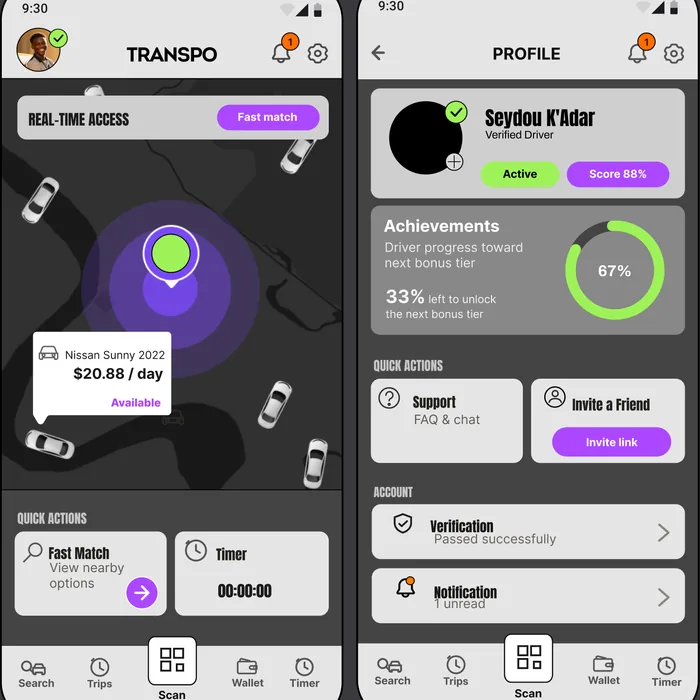 9:30
1
TRANSPO
REAL-TIME ACCESS
Fast match
Nissan Sunny 2022
$20.88 / day
Available
QUICK ACTIONS
Fast Match
View nearby
options
Timer
00:00:00
Search
Trips
Scan
Wallet
Timer
9:30
1
PROFILE
Seydou K'Adar
Verified Driver
Active
Score 88%
Achievements
Driver progress toward
next bonus tier
33% left to unlock
the next bonus tier
67%
QUICK ACTIONS
Support
FAQ & chat
Invite a Friend
Invite link
ACCOUNT
Verification
Passed successfully
Notification
1 unread
Search
Trips
Scan
Wallet
Timer